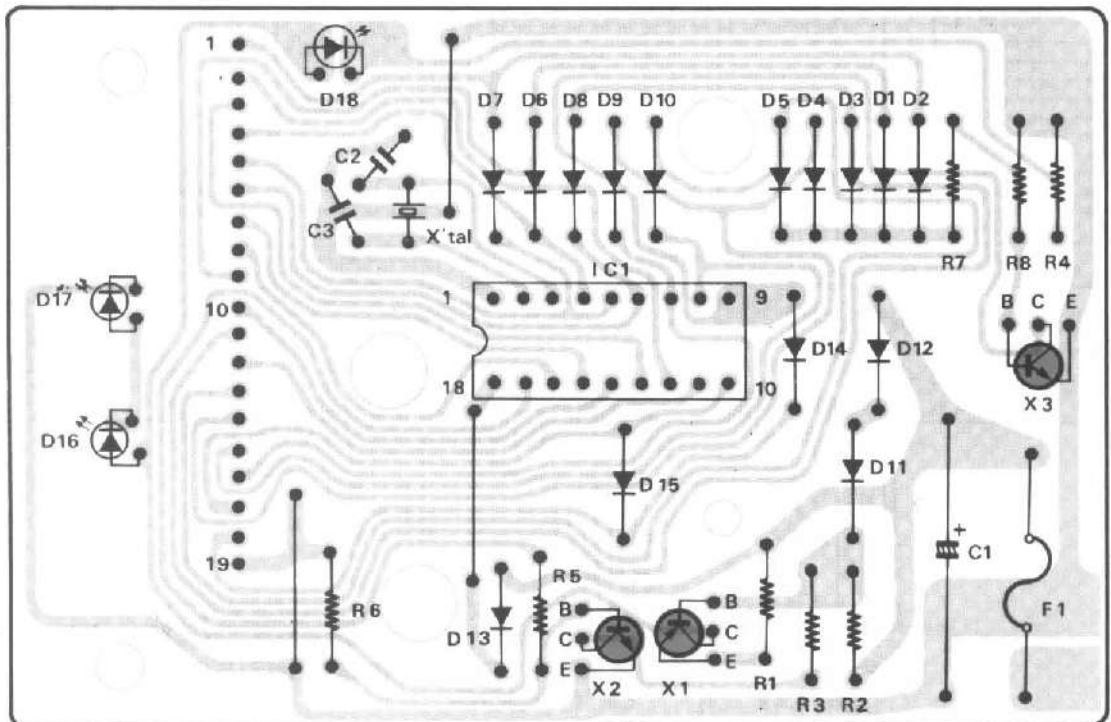 1
D18
D7 D6 D8 D9 D10 D5 D4 D3 D1 D2
C2
C3
X'tal
R7 R8 R4
IC1
D17
1 9
10
B C E
D14 D12
18 10
X3
D16
D15
D11
19
+
C1
R6
R5
D13
B B
C C
E E
X2 X1
R1
R3 R2
F1